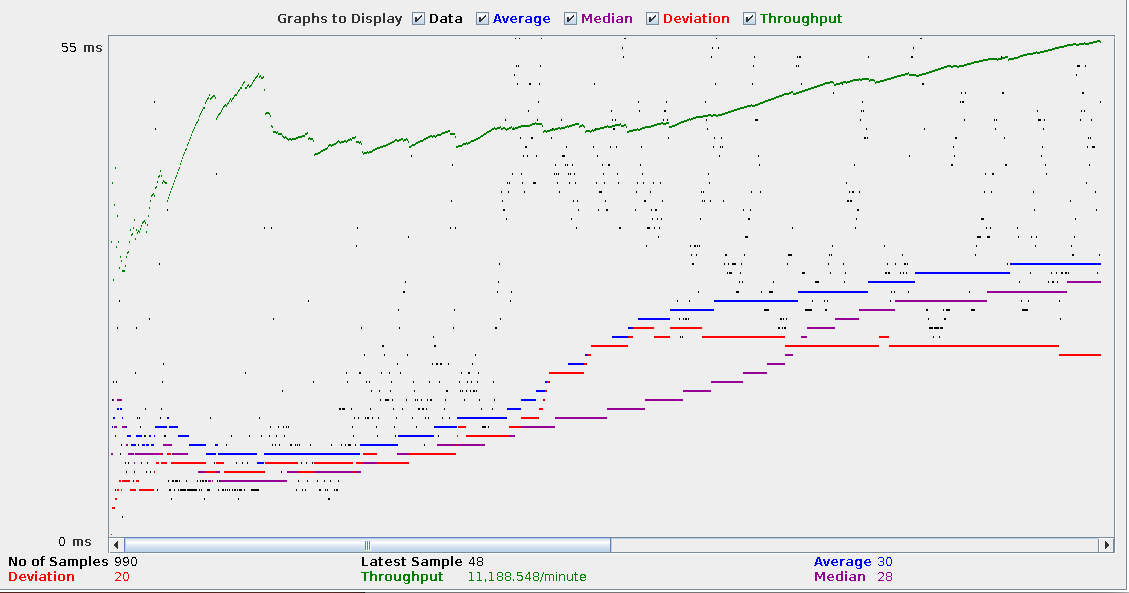 Graphs to Display Data Average Median Deviation Throughput
55 ms
0 ms
No of Samples 990 Latest Sample 48 Average 30
Deviation 20 Throughput 11,188.548/minute Median 28